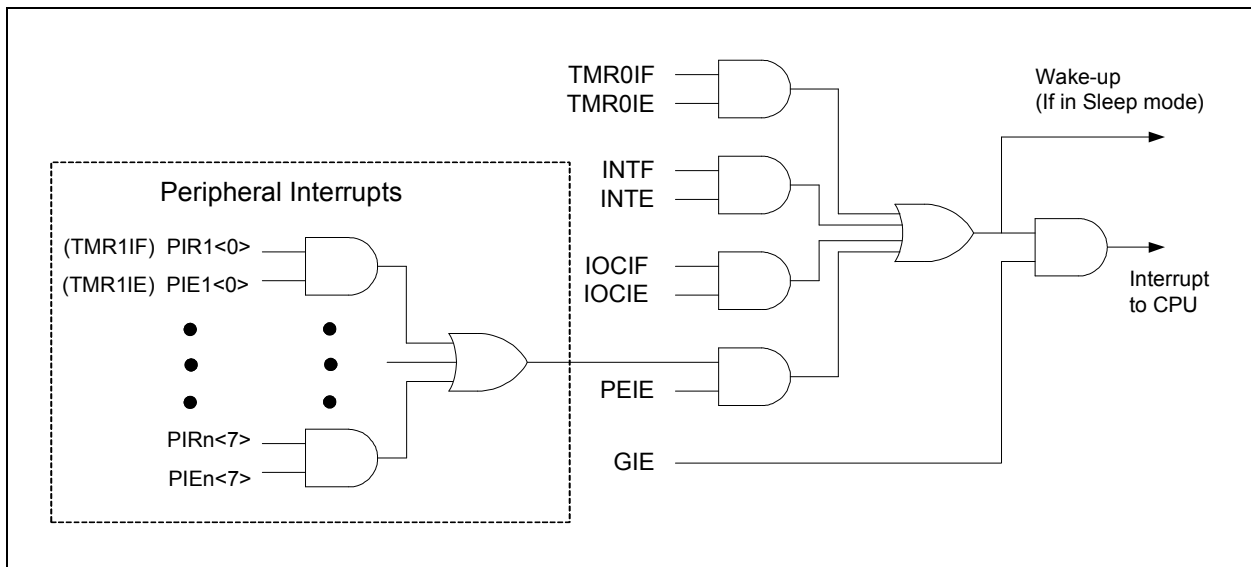 TMR0IF
TMR0IE
Wake-up
(If in Sleep mode)
INTF
INTE
Peripheral Interrupts
(TMR1IF) PIR1<0>
(TMR1IE) PIE1<0>
IOCIF
IOCIE
Interrupt
to CPU
PEIE
PIRn<7>
PIEn<7>
GIE